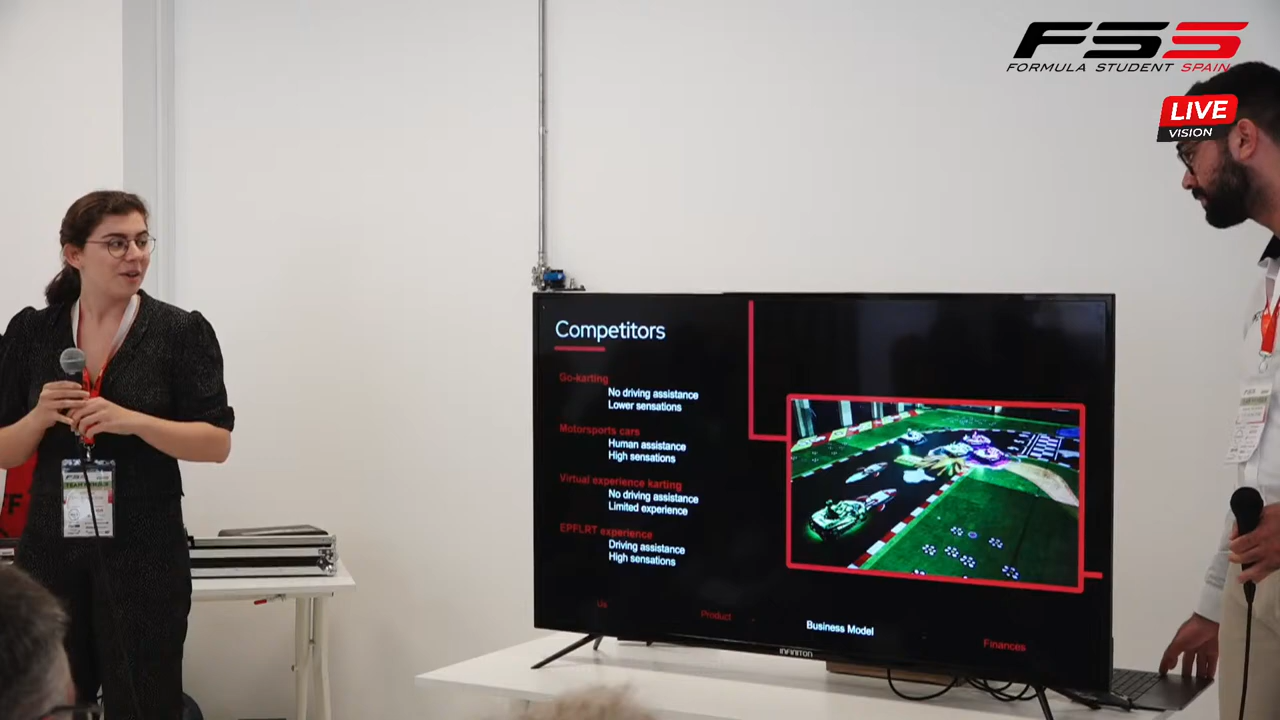 FSS
FORMULA STUDENT SPAIN
LIVE
VISION
Competitors
Go-karting
No driving assistance
Lower sensations
Motorsports cars
Human assistance
High sensations
Virtual experience karting
No driving assistance
Limited experience
EPFLRT experience
Driving assistance
High sensations
Us
Product
Business Model
Finances
INFINITON